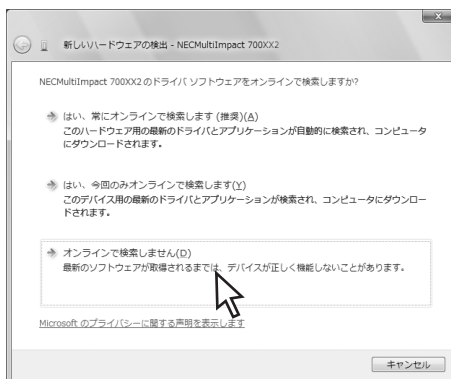 新しいハードウェアの検出 - NECMultiImpact 700XX2
NECMultiImpact 700XX2 のドライバ ソフトウェアをオンラインで検索しますか?
はい、常にオンラインで検索します (推奨)(A)
このハードウェア用の最新のドライバとアプリケーションが自動的に検索され、コンピュータ
にダウンロードされます。
はい、今回のみオンラインで検索します(Y)
このデバイス用の最新のドライバとアプリケーションが検索され、コンピュータにダウンロー
ドされます。
オンラインで検索しません(D)
最新のソフトウェアが取得されるまでは、デバイスが正しく機能しないことがあります。
Microsoft のプライバシーに関する声明を表示します
キャンセル